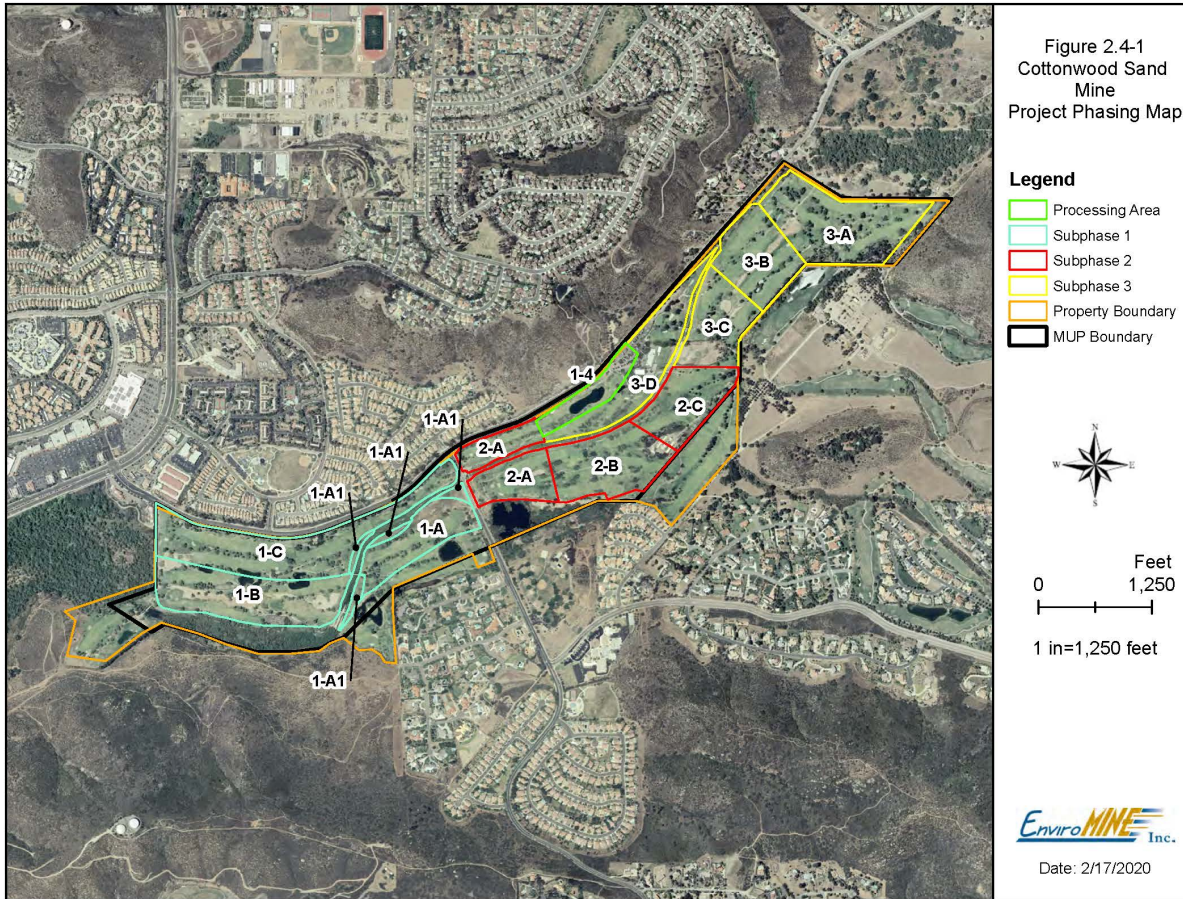 Figure 2.4-1
Cottonwood Sand
Mine
Project Phasing Map
Legend
Processing Area
Subphase 1
Subphase 2
Subphase 3
Property Boundary
MUP Boundary
N
W
E
S
Feet
0
1,250
1 in=1,250 feet
EnviroMINE Inc.
Date: 2/17/2020
3-A
3-B
3-C
1-4
3-D
2-C
1-A1
2-A
1-A1
2-B
2-A
1-A1
1-A
1-C
1-B
1-A1